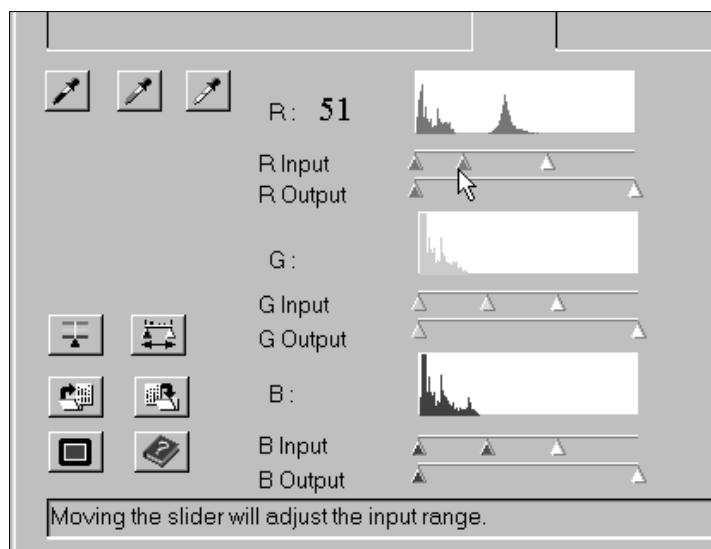 R: 51
R Input
R Output
G:
G Input
G Output
B:
B Input
B Output
Moving the slider will adjust the input range.